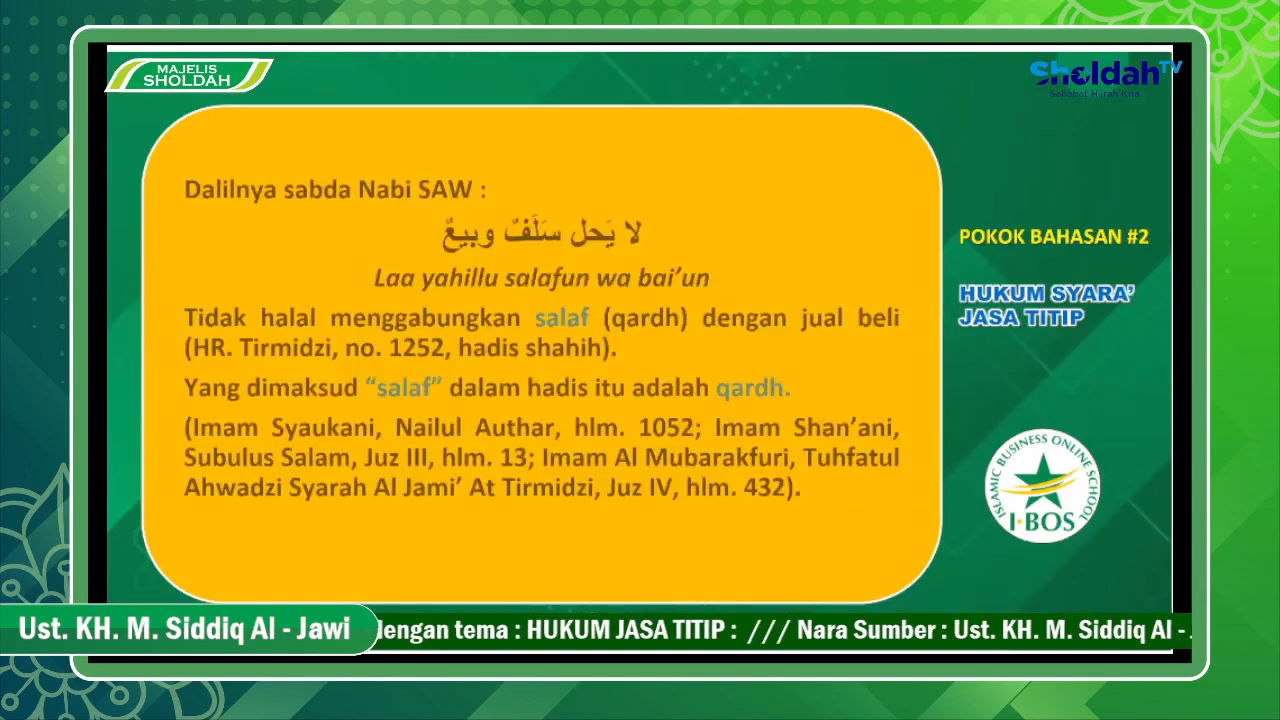 MAJELIS
SHOLDAH
SholdahTV
Sahabat Hijrah Kita
Dalilnya sabda Nabi SAW :
لا يَحل سَلَفٌ وبيعٌ
Laa yahillu salafun wa bai’un
Tidak halal menggabungkan salaf (qardh) dengan jual beli
(HR. Tirmidzi, no. 1252, hadis shahih).
Yang dimaksud “salaf” dalam hadis itu adalah qardh.
(Imam Syaukani, Nailul Authar, hlm. 1052; Imam Shan’ani,
Subulus Salam, Juz III, hlm. 13; Imam Al Mubarakfuri, Tuhfatul
Ahwadzi Syarah Al Jami’ At Tirmidzi, Juz IV, hlm. 432).
POKOK BAHASAN #2
HUKUM SYARA’
JASA TITIP
ISLAMIC BUSINESS ONLINE SCHOOL
I·BOS
Ust. KH. M. Siddiq Al - Jawi
dengan tema : HUKUM JASA TITIP : /// Nara Sumber : Ust. KH. M. Siddiq Al -